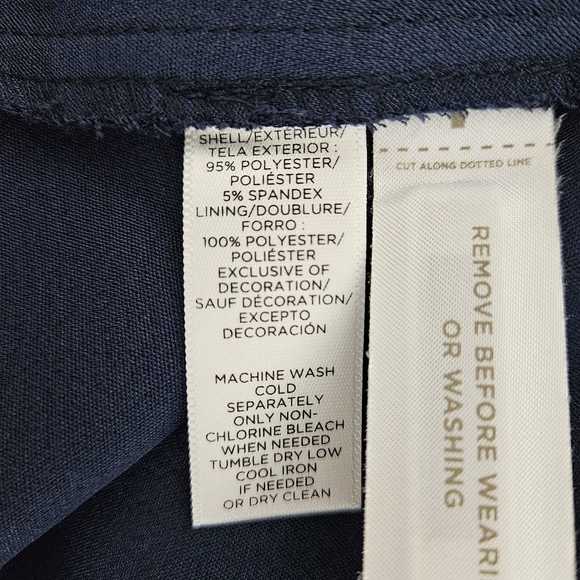 SHELL/EXTÉRIEUR/
TELA EXTERIOR :
95% POLYESTER/
POLIÉSTER
5% SPANDEX
LINING/DOUBLURE/
FORRO :
100% POLYESTER/
POLIÉSTER
EXCLUSIVE OF
DECORATION/
SAUF DÉCORATION/
EXCEPTO
DECORACIÓN
MACHINE WASH
COLD
SEPARATELY
ONLY NON-
CHLORINE BLEACH
WHEN NEEDED
TUMBLE DRY LOW
COOL IRON
IF NEEDED
OR DRY CLEAN
CUT ALONG DOTTED LINE
REMOVE BEFORE WEARI
OR WASHING